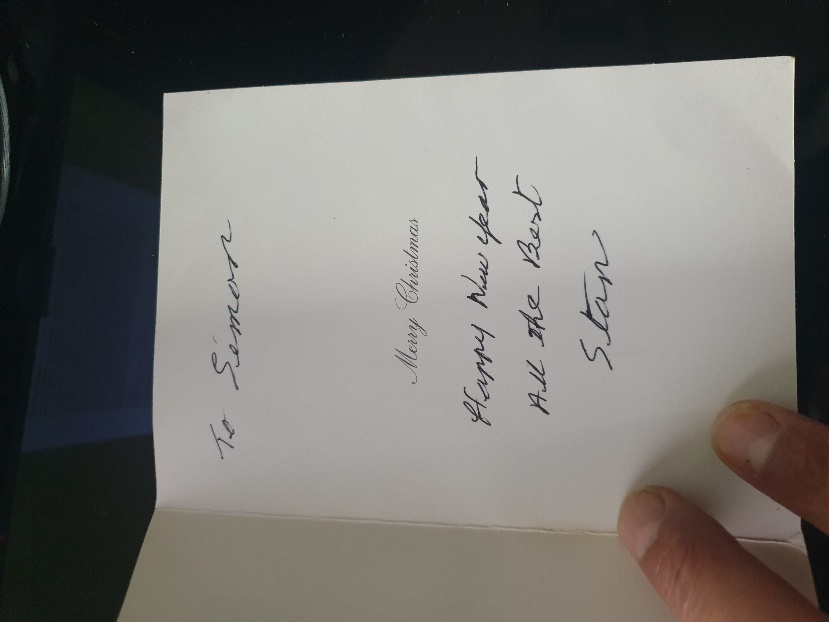 To Simon
Merry Christmas
Happy New year
All the Best
Stan